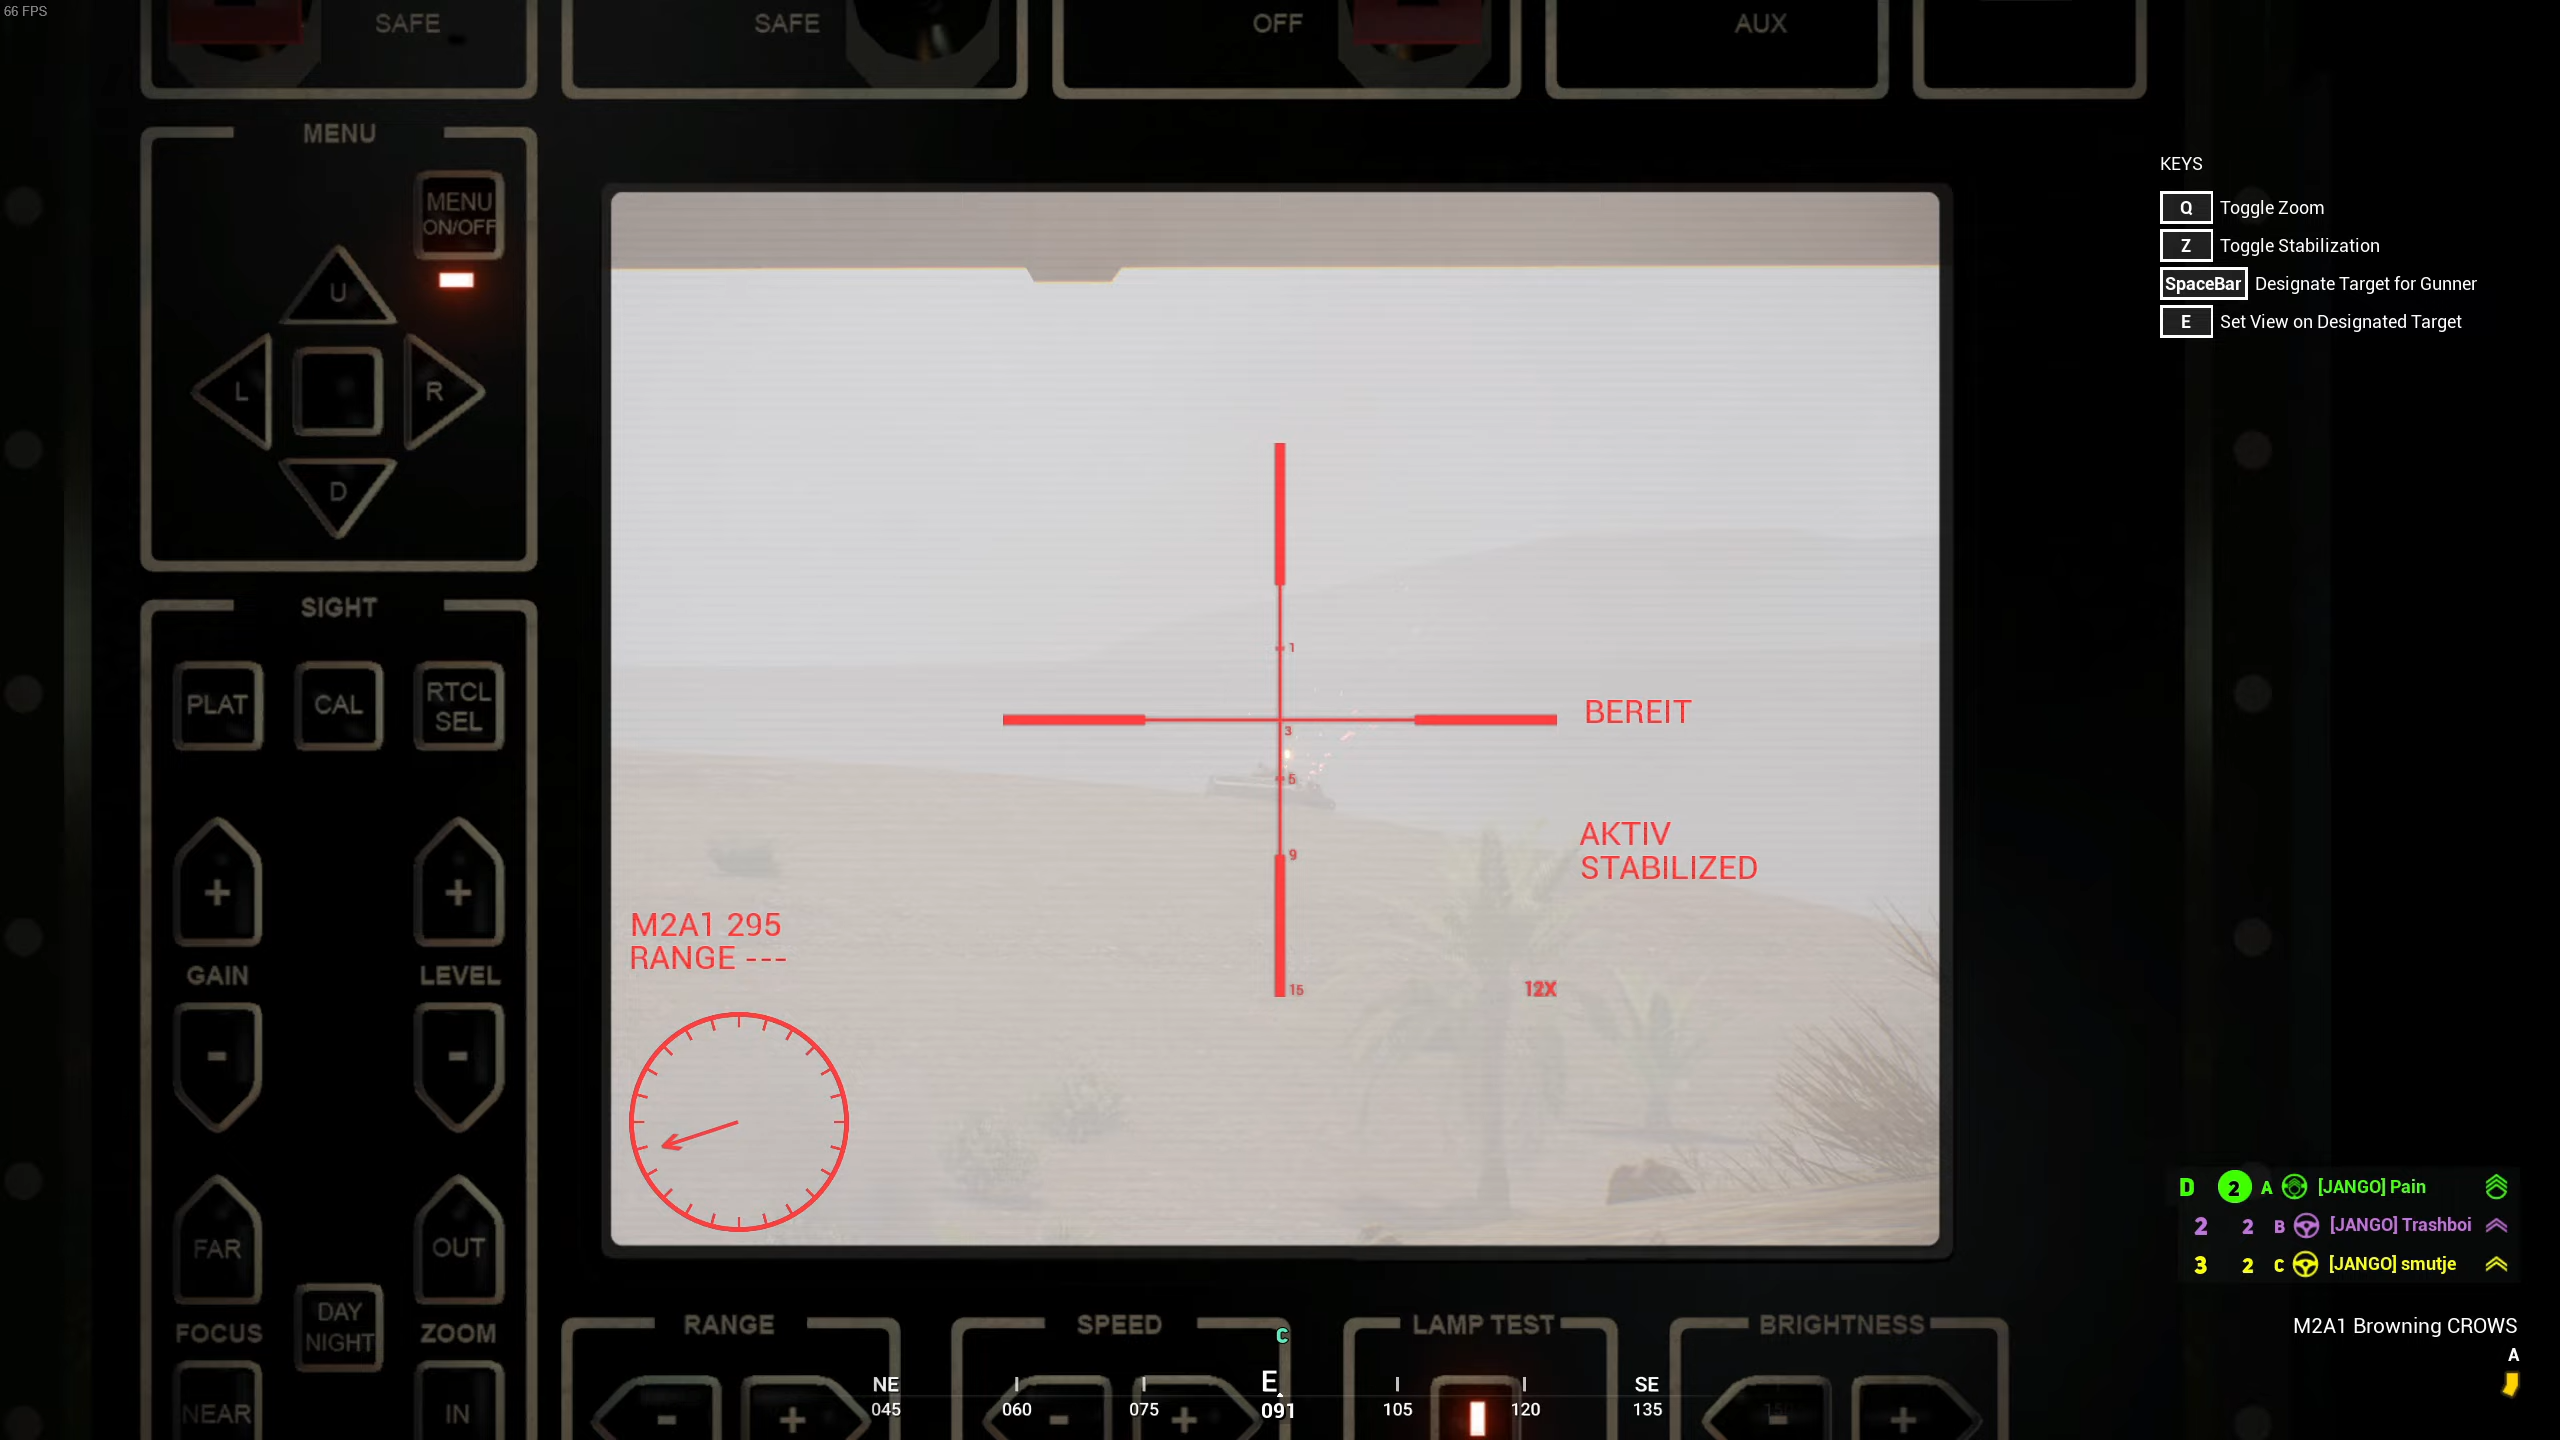 66 FPS
SAFE
SAFE
OFF
AUX
MENU
MENU
ON/OFF
U
L
R
D
KEYS
Q Toggle Zoom
Z Toggle Stabilization
SpaceBar Designate Target for Gunner
E Set View on Designated Target
SIGHT
PLAT
CAL
RTCL
SEL
1
3
5
9
15
BEREIT
AKTIV
STABILIZED
12X
M2A1 295
RANGE ---
+
+
GAIN
LEVEL
-
-
FAR
OUT
DAY
NIGHT
FOCUS
ZOOM
NEAR
IN
D 2 A [JANGO] Pain
2 2 B [JANGO] Trashboi
3 2 C [JANGO] smutje
M2A1 Browning CROWS
A
RANGE
SPEED
LAMP TEST
BRIGHTNESS
C
- +
- +
- +
NE E SE
045 060 075 091 105 120 135 150